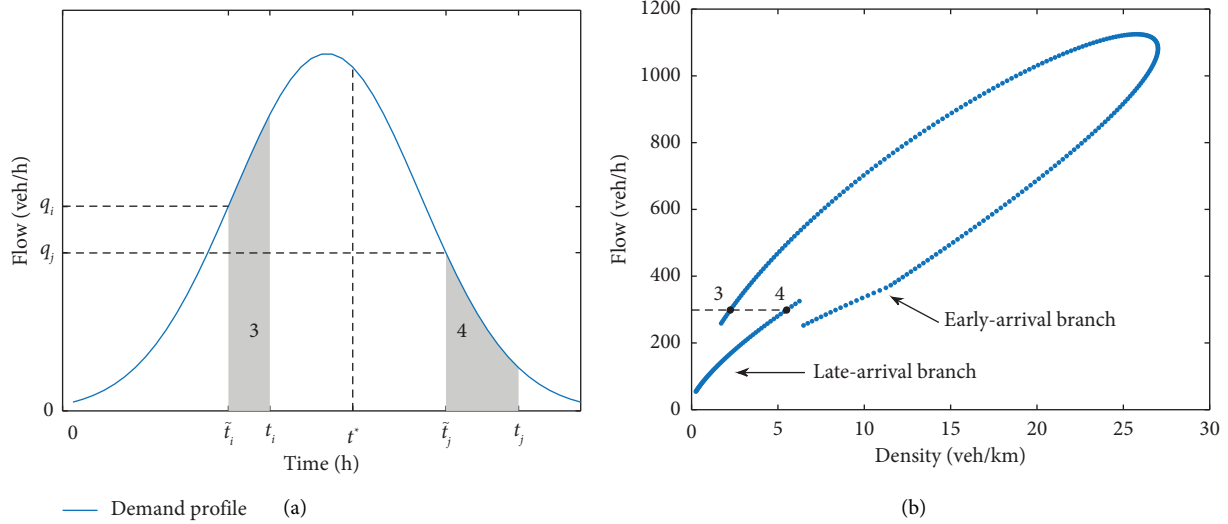 Flow (veh/h)
q_i
q_j
0
3
4
0
t̃_i
t_i
t*
t̃_j
t_j
Time (h)
Demand profile
(a)
1200
1000
800
600
400
200
0
Flow (veh/h)
3
4
Early-arrival branch
Late-arrival branch
0
5
10
15
20
25
30
Density (veh/km)
(b)